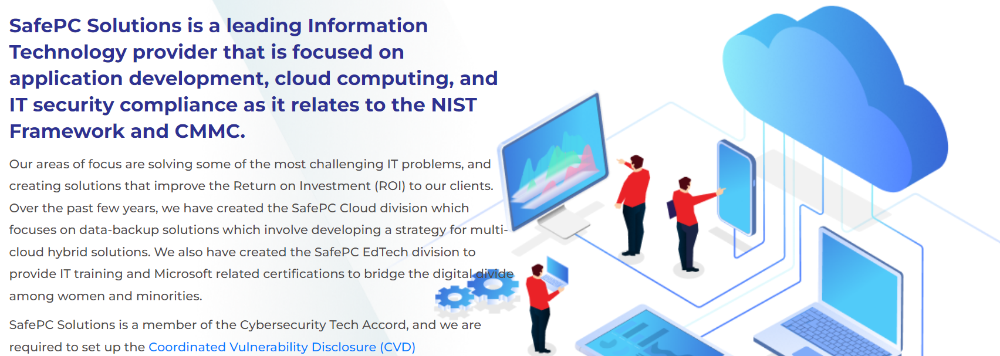 SafePC Solutions is a leading Information
Technology provider that is focused on
application development, cloud computing, and
IT security compliance as it relates to the NIST
Framework and CMMC.
Our areas of focus are solving some of the most challenging IT problems, and
creating solutions that improve the Return on Investment (ROI) to our clients.
Over the past few years, we have created the SafePC Cloud division which
focuses on data-backup solutions which involve developing a strategy for multi-
cloud hybrid solutions. We also have created the SafePC EdTech division to
provide IT training and Microsoft related certifications to bridge the digital divide
among women and minorities.
SafePC Solutions is a member of the Cybersecurity Tech Accord, and we are
required to set up the Coordinated Vulnerability Disclosure (CVD)